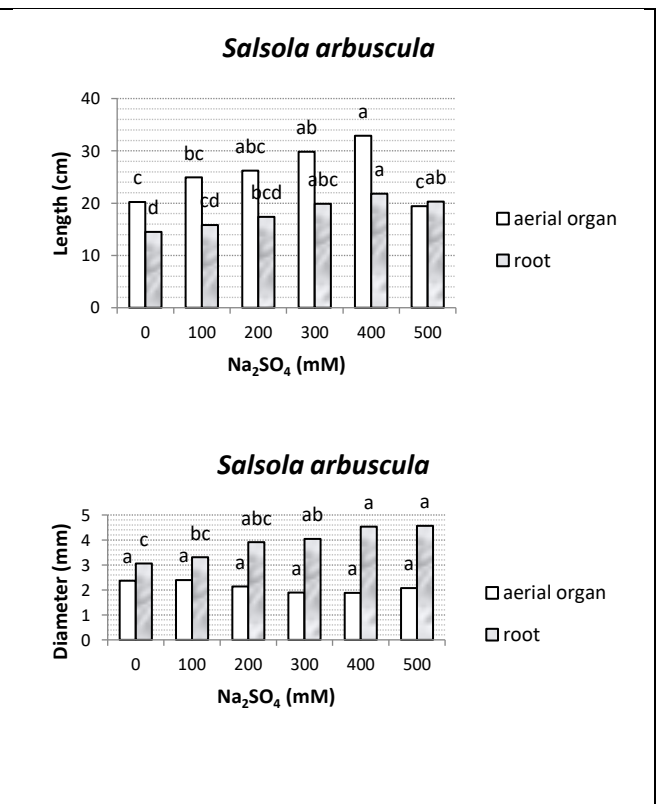 Salsola arbuscula
40
30
20
10
0
Length (cm)
c d bc cd abc bcd ab abc a a c ab
0 100 200 300 400 500
Na₂SO₄ (mM)
aerial organ
root
Salsola arbuscula
5
4
3
2
1
0
Diameter (mm)
a c a bc a abc a ab a a a a
0 100 200 300 400 500
Na₂SO₄ (mM)
aerial organ
root